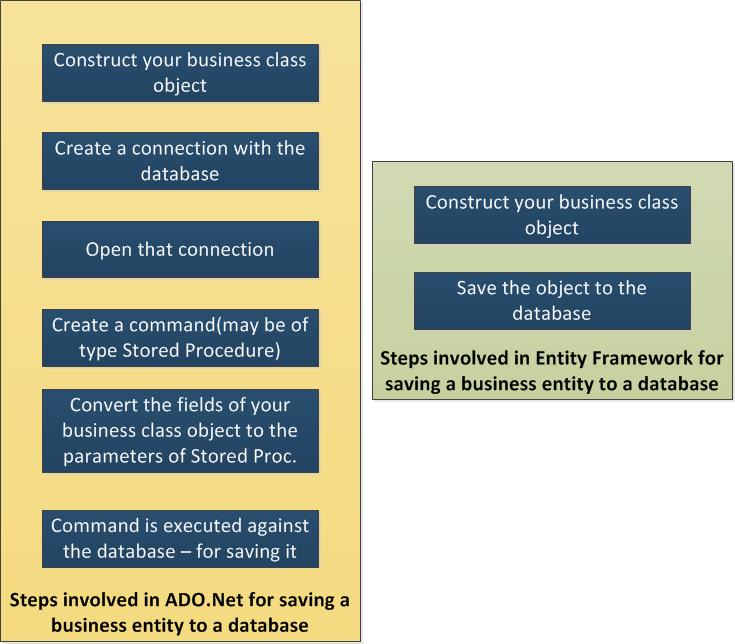 Construct your business class
object
Create a connection with the
database
Open that connection
Create a command(may be of
type Stored Procedure)
Convert the fields of your
business class object to the
parameters of Stored Proc.
Command is executed against
the database – for saving it
Steps involved in ADO.Net for saving a
business entity to a database
Construct your business class
object
Save the object to the
database
Steps involved in Entity Framework for
saving a business entity to a database